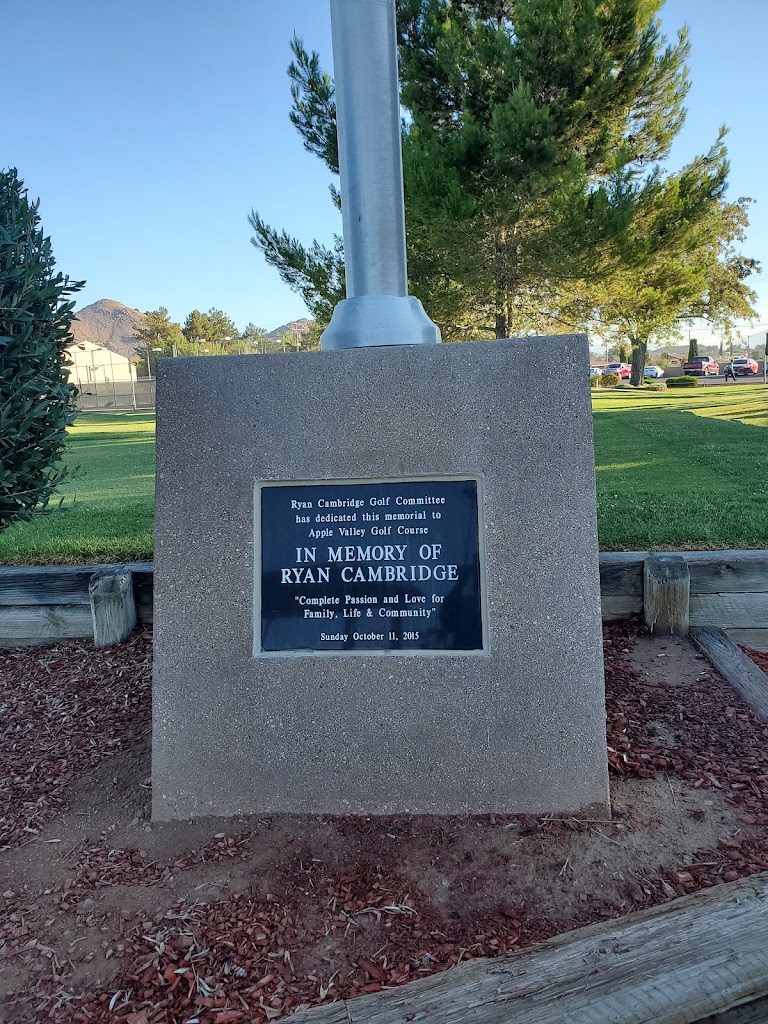 Ryan Cambridge Golf Committee
has dedicated this memorial to
Apple Valley Golf Course
IN MEMORY OF
RYAN CAMBRIDGE
"Complete Passion and Love for
Family, Life & Community"
Sunday October 11, 2015